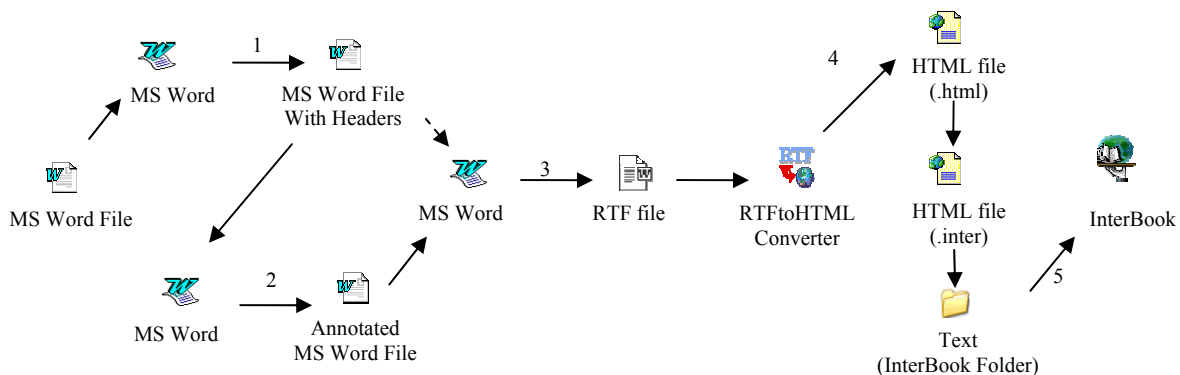 1
MS Word
MS Word File
With Headers
MS Word File
MS Word
2
Annotated
MS Word File
MS Word
3
RTF file
RTF
RTFtoHTML
Converter
4
HTML file
(.html)
HTML file
(.inter)
Text
(InterBook Folder)
5
InterBook